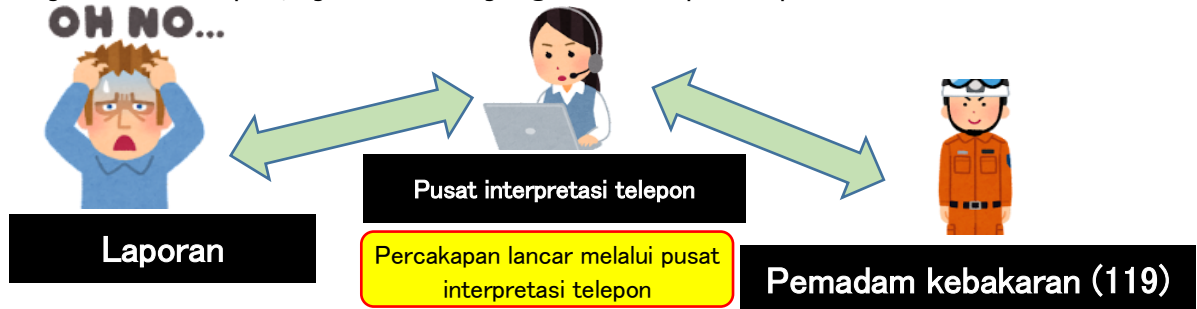 OH NO...
Pusat interpretasi telepon
Laporan
Percakapan lancar melalui pusat
interpretasi telepon
Pemadam kebakaran (119)